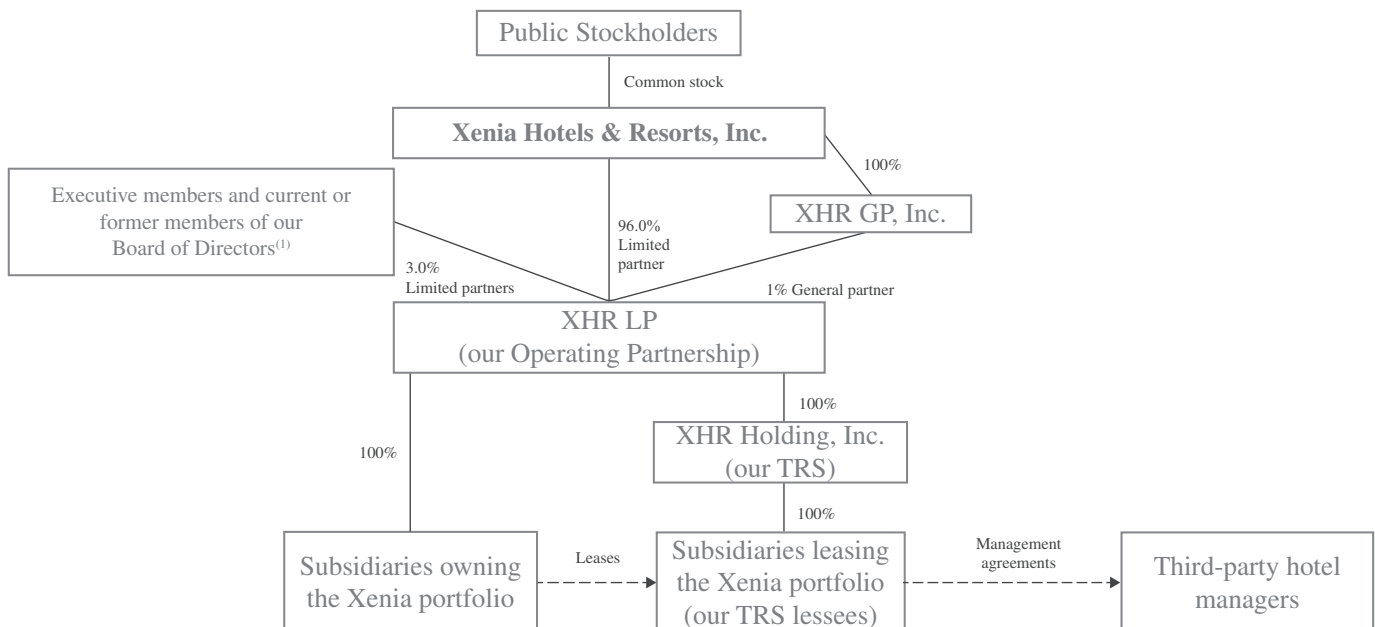 Public Stockholders
Common stock
Xenia Hotels & Resorts, Inc.
100%
Executive members and current or
former members of our
Board of Directors(1)
XHR GP, Inc.
96.0%
Limited
partner
3.0%
Limited partners
1% General partner
XHR LP
(our Operating Partnership)
100%
XHR Holding, Inc.
(our TRS)
100%
100%
Subsidiaries owning
the Xenia portfolio
Leases
Subsidiaries leasing
the Xenia portfolio
(our TRS lessees)
Management
agreements
Third-party hotel
managers